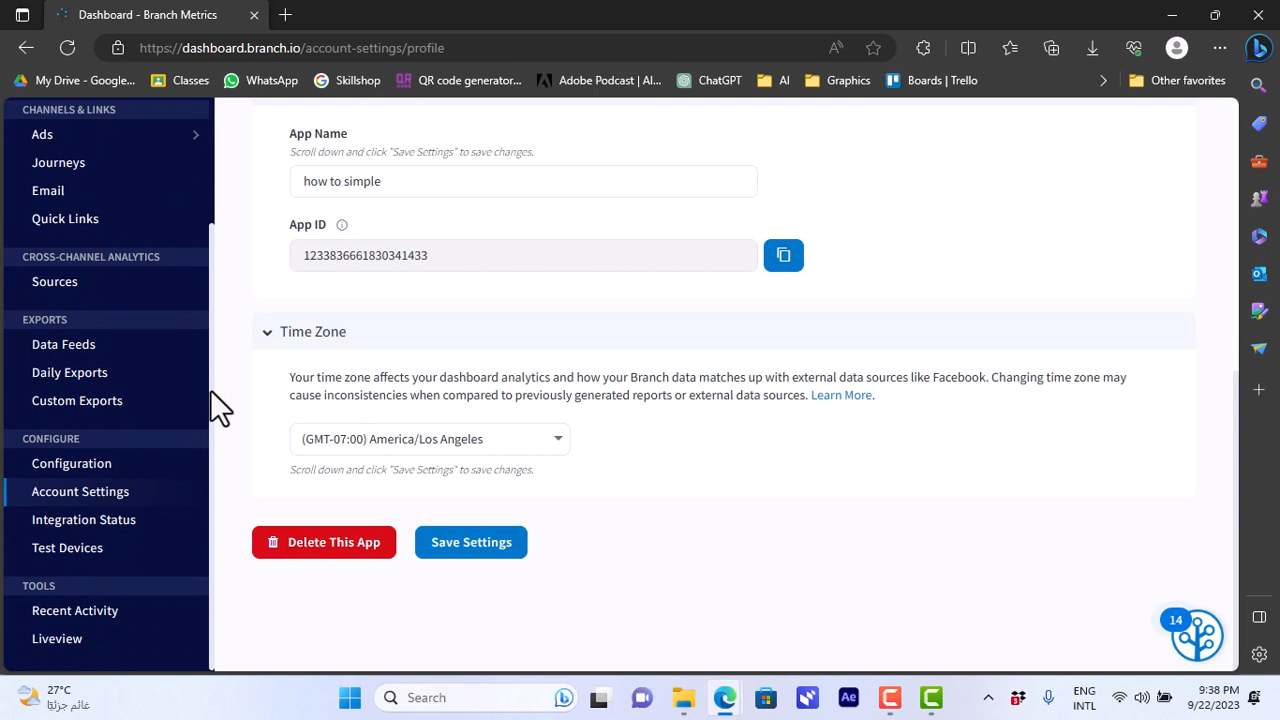 Dashboard - Branch Metrics
https://dashboard.branch.io/account-settings/profile
My Drive - Google...
Classes
WhatsApp
Skillshop
QR code generator...
Adobe Podcast | AI...
ChatGPT
AI
Graphics
Boards | Trello
Other favorites
CHANNELS & LINKS
Ads
Journeys
Email
Quick Links
CROSS-CHANNEL ANALYTICS
Sources
EXPORTS
Data Feeds
Daily Exports
Custom Exports
CONFIGURE
Configuration
Account Settings
Integration Status
Test Devices
TOOLS
Recent Activity
Liveview
App Name
Scroll down and click "Save Settings" to save changes.
how to simple
App ID
1233836661830341433
Time Zone
Your time zone affects your dashboard analytics and how your Branch data matches up with external data sources like Facebook. Changing time zone may
cause inconsistencies when compared to previously generated reports or external data sources. Learn More.
(GMT-07:00) America/Los Angeles
Scroll down and click "Save Settings" to save changes.
Delete This App
Save Settings
14
27°C
غائم جزئيًا
Search
Ae
ENG
INTL
9:38 PM
9/22/2023